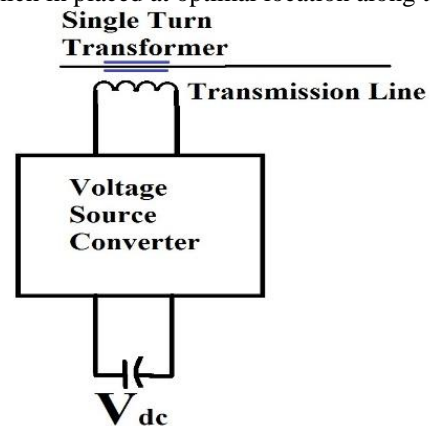 Single Turn
Transformer
Transmission Line
Voltage
Source
Converter
Vdc